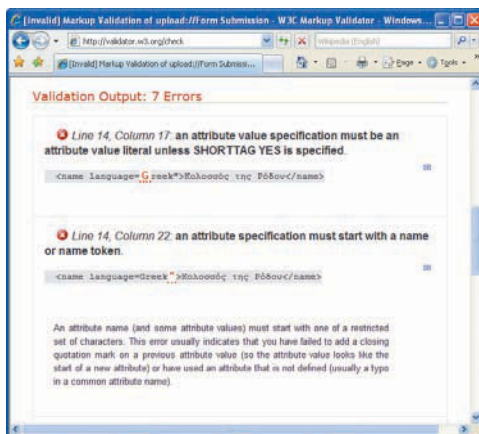 [Invalid] Markup Validation of upload://Form Submission - W3C Markup Validator - Windows...
http://validator.w3.org/check
Wikipedia (English)
[Invalid] Markup Validation of upload://Form Submissi...
Page
Tools
Validation Output: 7 Errors
Line 14, Column 17: an attribute value specification must be an
attribute value literal unless SHORTTAG YES is specified.
<name language=Greek">Κολοσσός της Ρόδου</name>
Line 14, Column 22: an attribute specification must start with a name
or name token.
<name language=Greek">Κολοσσός της Ρόδου</name>
An attribute name (and some attribute values) must start with one of a restricted
set of characters. This error usually indicates that you have failed to add a closing
quotation mark on a previous attribute value (so the attribute value looks like the
start of a new attribute) or have used an attribute that is not defined (usually a typo
in a common attribute name).